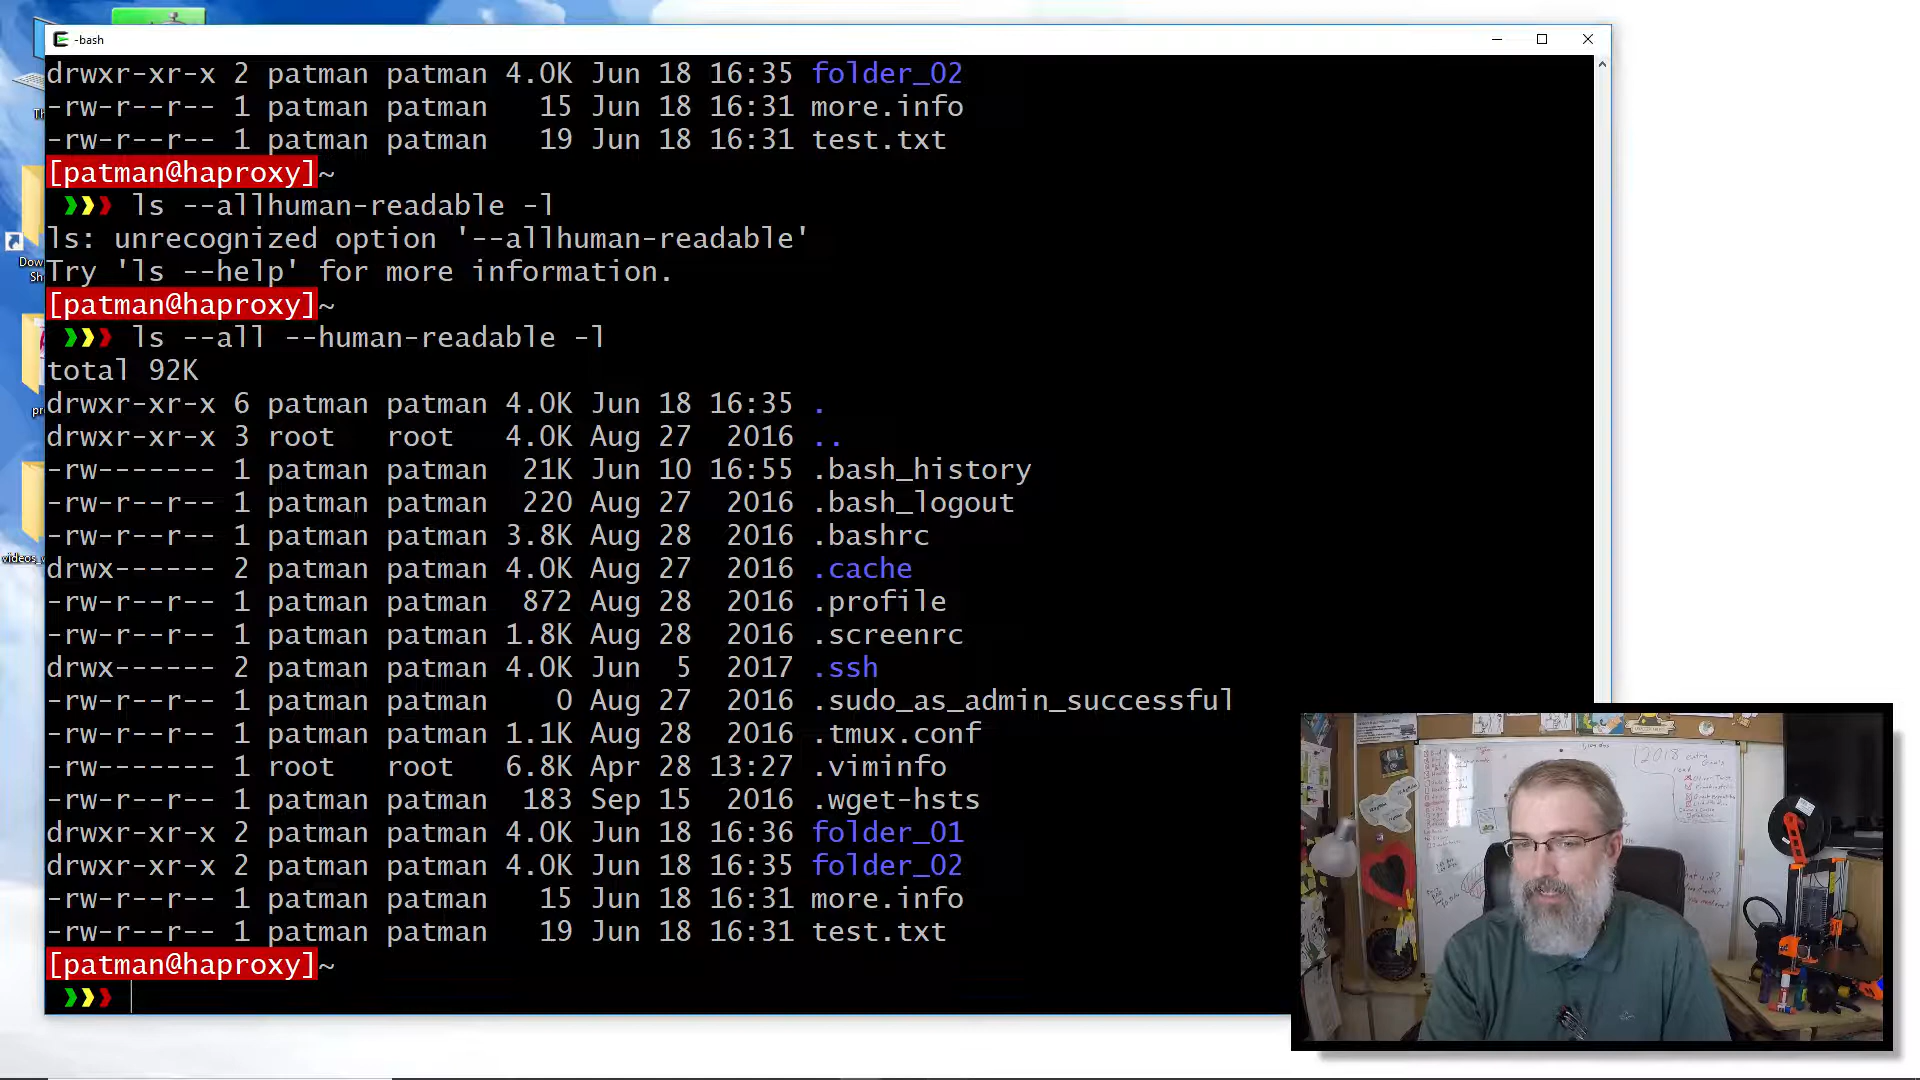 -bash
drwxr-xr-x 2 patman patman 4.0K Jun 18 16:35 folder_02
-rw-r--r-- 1 patman patman   15 Jun 18 16:31 more.info
-rw-r--r-- 1 patman patman   19 Jun 18 16:31 test.txt
[patman@haproxy]~
❯❯❯ ls --allhuman-readable -l
ls: unrecognized option '--allhuman-readable'
Try 'ls --help' for more information.
[patman@haproxy]~
❯❯❯ ls --all --human-readable -l
total 92K
drwxr-xr-x 6 patman patman 4.0K Jun 18 16:35 .
drwxr-xr-x 3 root   root   4.0K Aug 27  2016 ..
-rw------- 1 patman patman  21K Jun 10 16:55 .bash_history
-rw-r--r-- 1 patman patman  220 Aug 27  2016 .bash_logout
-rw-r--r-- 1 patman patman 3.8K Aug 28  2016 .bashrc
drwx------ 2 patman patman 4.0K Aug 27  2016 .cache
-rw-r--r-- 1 patman patman  872 Aug 28  2016 .profile
-rw-r--r-- 1 patman patman 1.8K Aug 28  2016 .screenrc
drwx------ 2 patman patman 4.0K Jun  5  2017 .ssh
-rw-r--r-- 1 patman patman    0 Aug 27  2016 .sudo_as_admin_successful
-rw-r--r-- 1 patman patman 1.1K Aug 28  2016 .tmux.conf
-rw------- 1 root   root   6.8K Apr 28 13:27 .viminfo
-rw-r--r-- 1 patman patman  183 Sep 15  2016 .wget-hsts
drwxr-xr-x 2 patman patman 4.0K Jun 18 16:36 folder_01
drwxr-xr-x 2 patman patman 4.0K Jun 18 16:35 folder_02
-rw-r--r-- 1 patman patman   15 Jun 18 16:31 more.info
-rw-r--r-- 1 patman patman   19 Jun 18 16:31 test.txt
[patman@haproxy]~
❯❯❯
2018